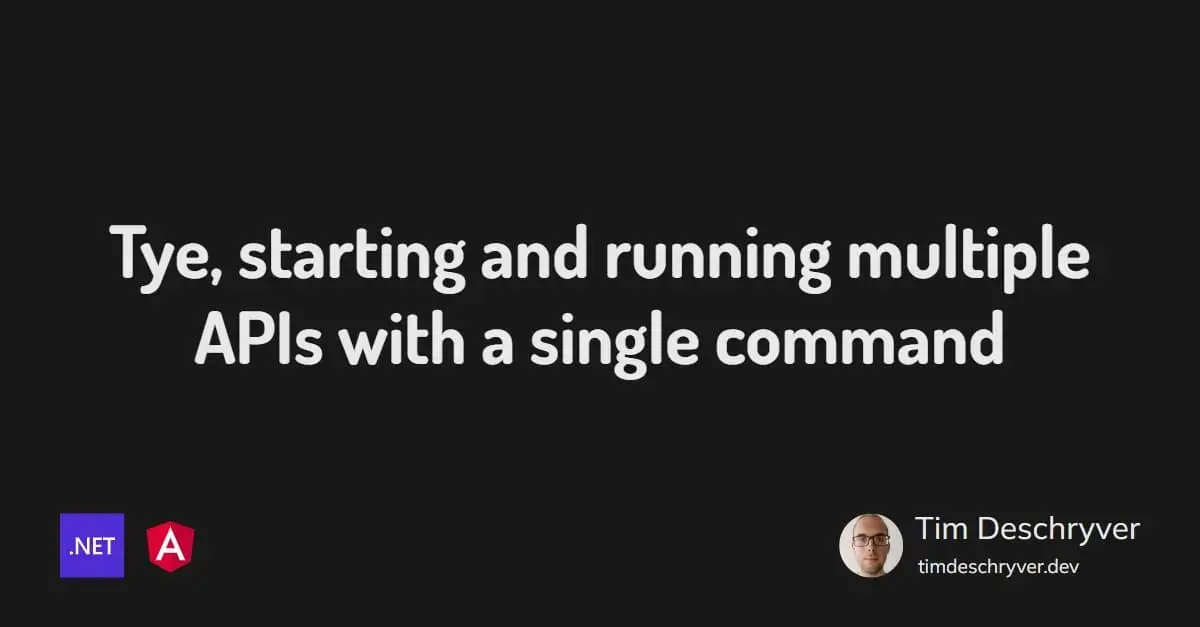 Tye, starting and running multiple
APIs with a single command
.NET
A
Tim Deschryver
timdeschryver.dev